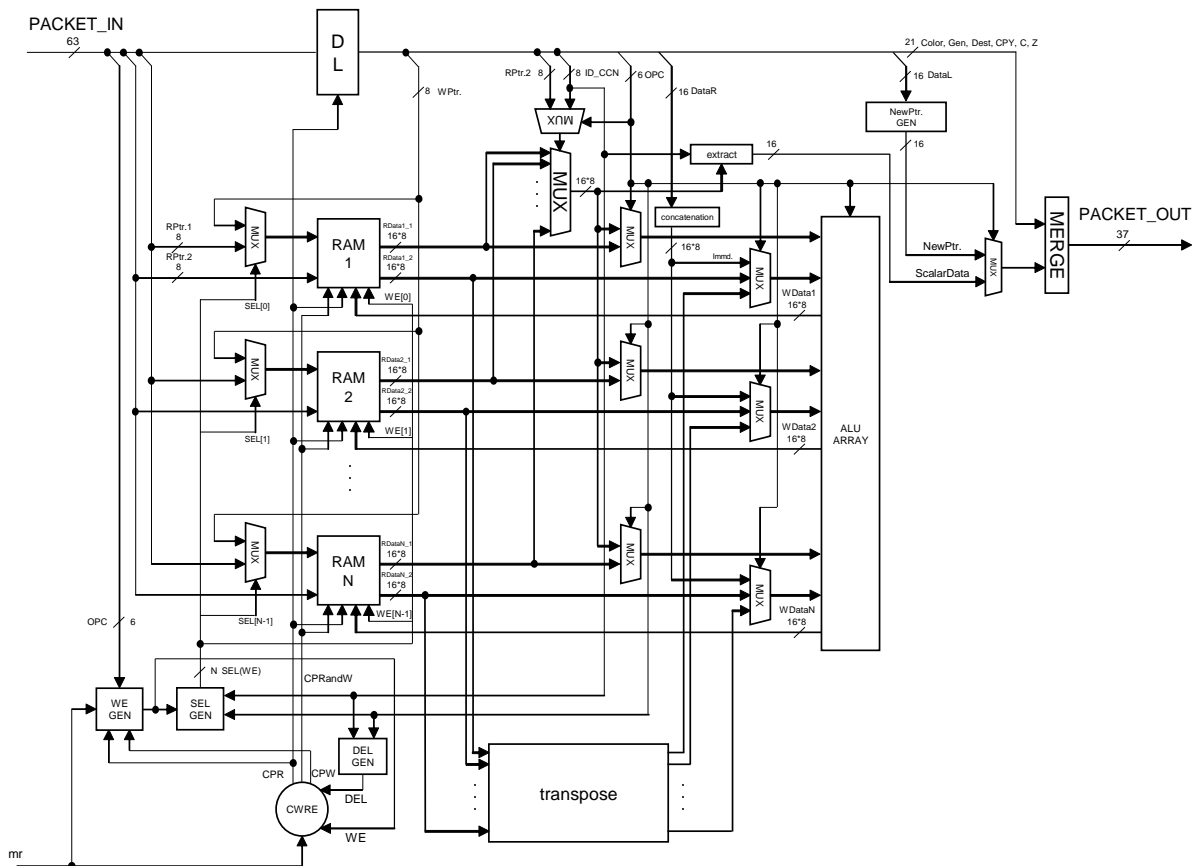 PACKET_IN
63
D
L
21 Color, Gen, Dest, CPY, C, Z
RPtr.2 8
8 ID_CCN
6 OPC
16 DataR
16 DataL
8 WPtr.
NewPtr.
GEN
16
MUX
MUX
extract
16
16*8
concatenation
16*8
MERGE
PACKET_OUT
37
RPtr.1
8
RPtr.2
8
MUX
SEL[0]
RAM
1
RData1_1
16*8
RData1_2
16*8
WE[0]
MUX
Immd.
MUX
WData1
16*8
NewPtr.
ScalarData
MUX
MUX
SEL[1]
RAM
2
RData2_1
16*8
RData2_2
16*8
WE[1]
MUX
MUX
WData2
16*8
ALU
ARRAY
MUX
SEL[N-1]
RAM
N
RDataN_1
16*8
RDataN_2
16*8
WE[N-1]
MUX
MUX
WDataN
16*8
OPC 6
N SEL(WE)
CPRandW
WE
GEN
SEL
GEN
DEL
GEN
CPR
CPW
DEL
CWRE
WE
transpose
mr